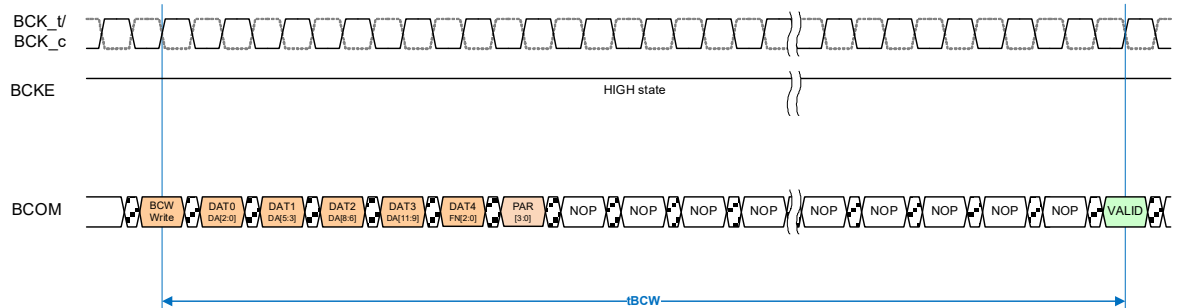 BCK_t/
BCK_c
BCKE
HIGH state
BCOM
BCW
Write
DAT0
DA[2:0]
DAT1
DA[5:3]
DAT2
DA[8:6]
DAT3
DA[11:9]
DAT4
FN[2:0]
PAR
[3:0]
NOP
NOP
NOP
NOP
NOP
NOP
NOP
NOP
NOP
VALID
tBCW